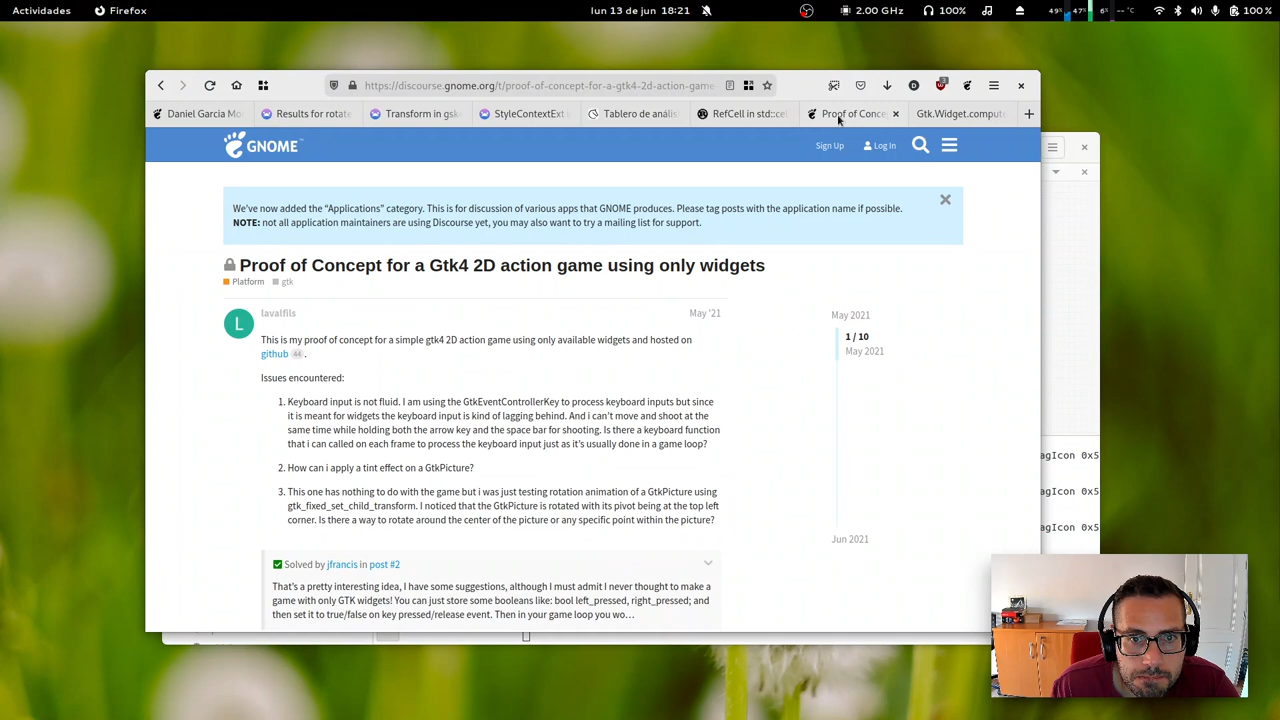 Actividades
Firefox
lun 13 de jun 18:21
2.00 GHz
100%
49%
47%
6%
-- °C
100 %
https://discourse.gnome.org/t/proof-of-concept-for-a-gtk4-2d-action-game
3
Daniel Garcia Mo
Results for rotate
Transform in gsk
StyleContextExt
Tablero de anális
RefCell in std::cel
Proof of Conce
Gtk.Widget.comput
GNOME
Sign Up
Log In
We've now added the “Applications” category. This is for discussion of various apps that GNOME produces. Please tag posts with the application name if possible.
NOTE: not all application maintainers are using Discourse yet, you may also want to try a mailing list for support.
Proof of Concept for a Gtk4 2D action game using only widgets
Platform
gtk
L
lavalfils
May '21
This is my proof of concept for a simple gtk4 2D action game using only available widgets and hosted on
github 44 .
Issues encountered:
1. Keyboard input is not fluid. I am using the GtkEventControllerKey to process keyboard inputs but since
it is meant for widgets the keyboard input is kind of lagging behind. And i can't move and shoot at the
same time while holding both the arrow key and the space bar for shooting. Is there a keyboard function
that i can called on each frame to process the keyboard input just as it's usually done in a game loop?
2. How can i apply a tint effect on a GtkPicture?
3. This one has nothing to do with the game but i was just testing rotation animation of a GtkPicture using
gtk_fixed_set_child_transform. I noticed that the GtkPicture is rotated with its pivot being at the top left
corner. Is there a way to rotate around the center of the picture or any specific point within the picture?
Solved by jfrancis in post #2
That's a pretty interesting idea, I have some suggestions, although I must admit I never thought to make a
game with only GTK widgets! You can just store some booleans like: bool left_pressed, right_pressed; and
then set it to true/false on key pressed/release event. Then in your game loop you wo…
May 2021
1 / 10
May 2021
Jun 2021
agIcon 0x5
agIcon 0x5
agIcon 0x5